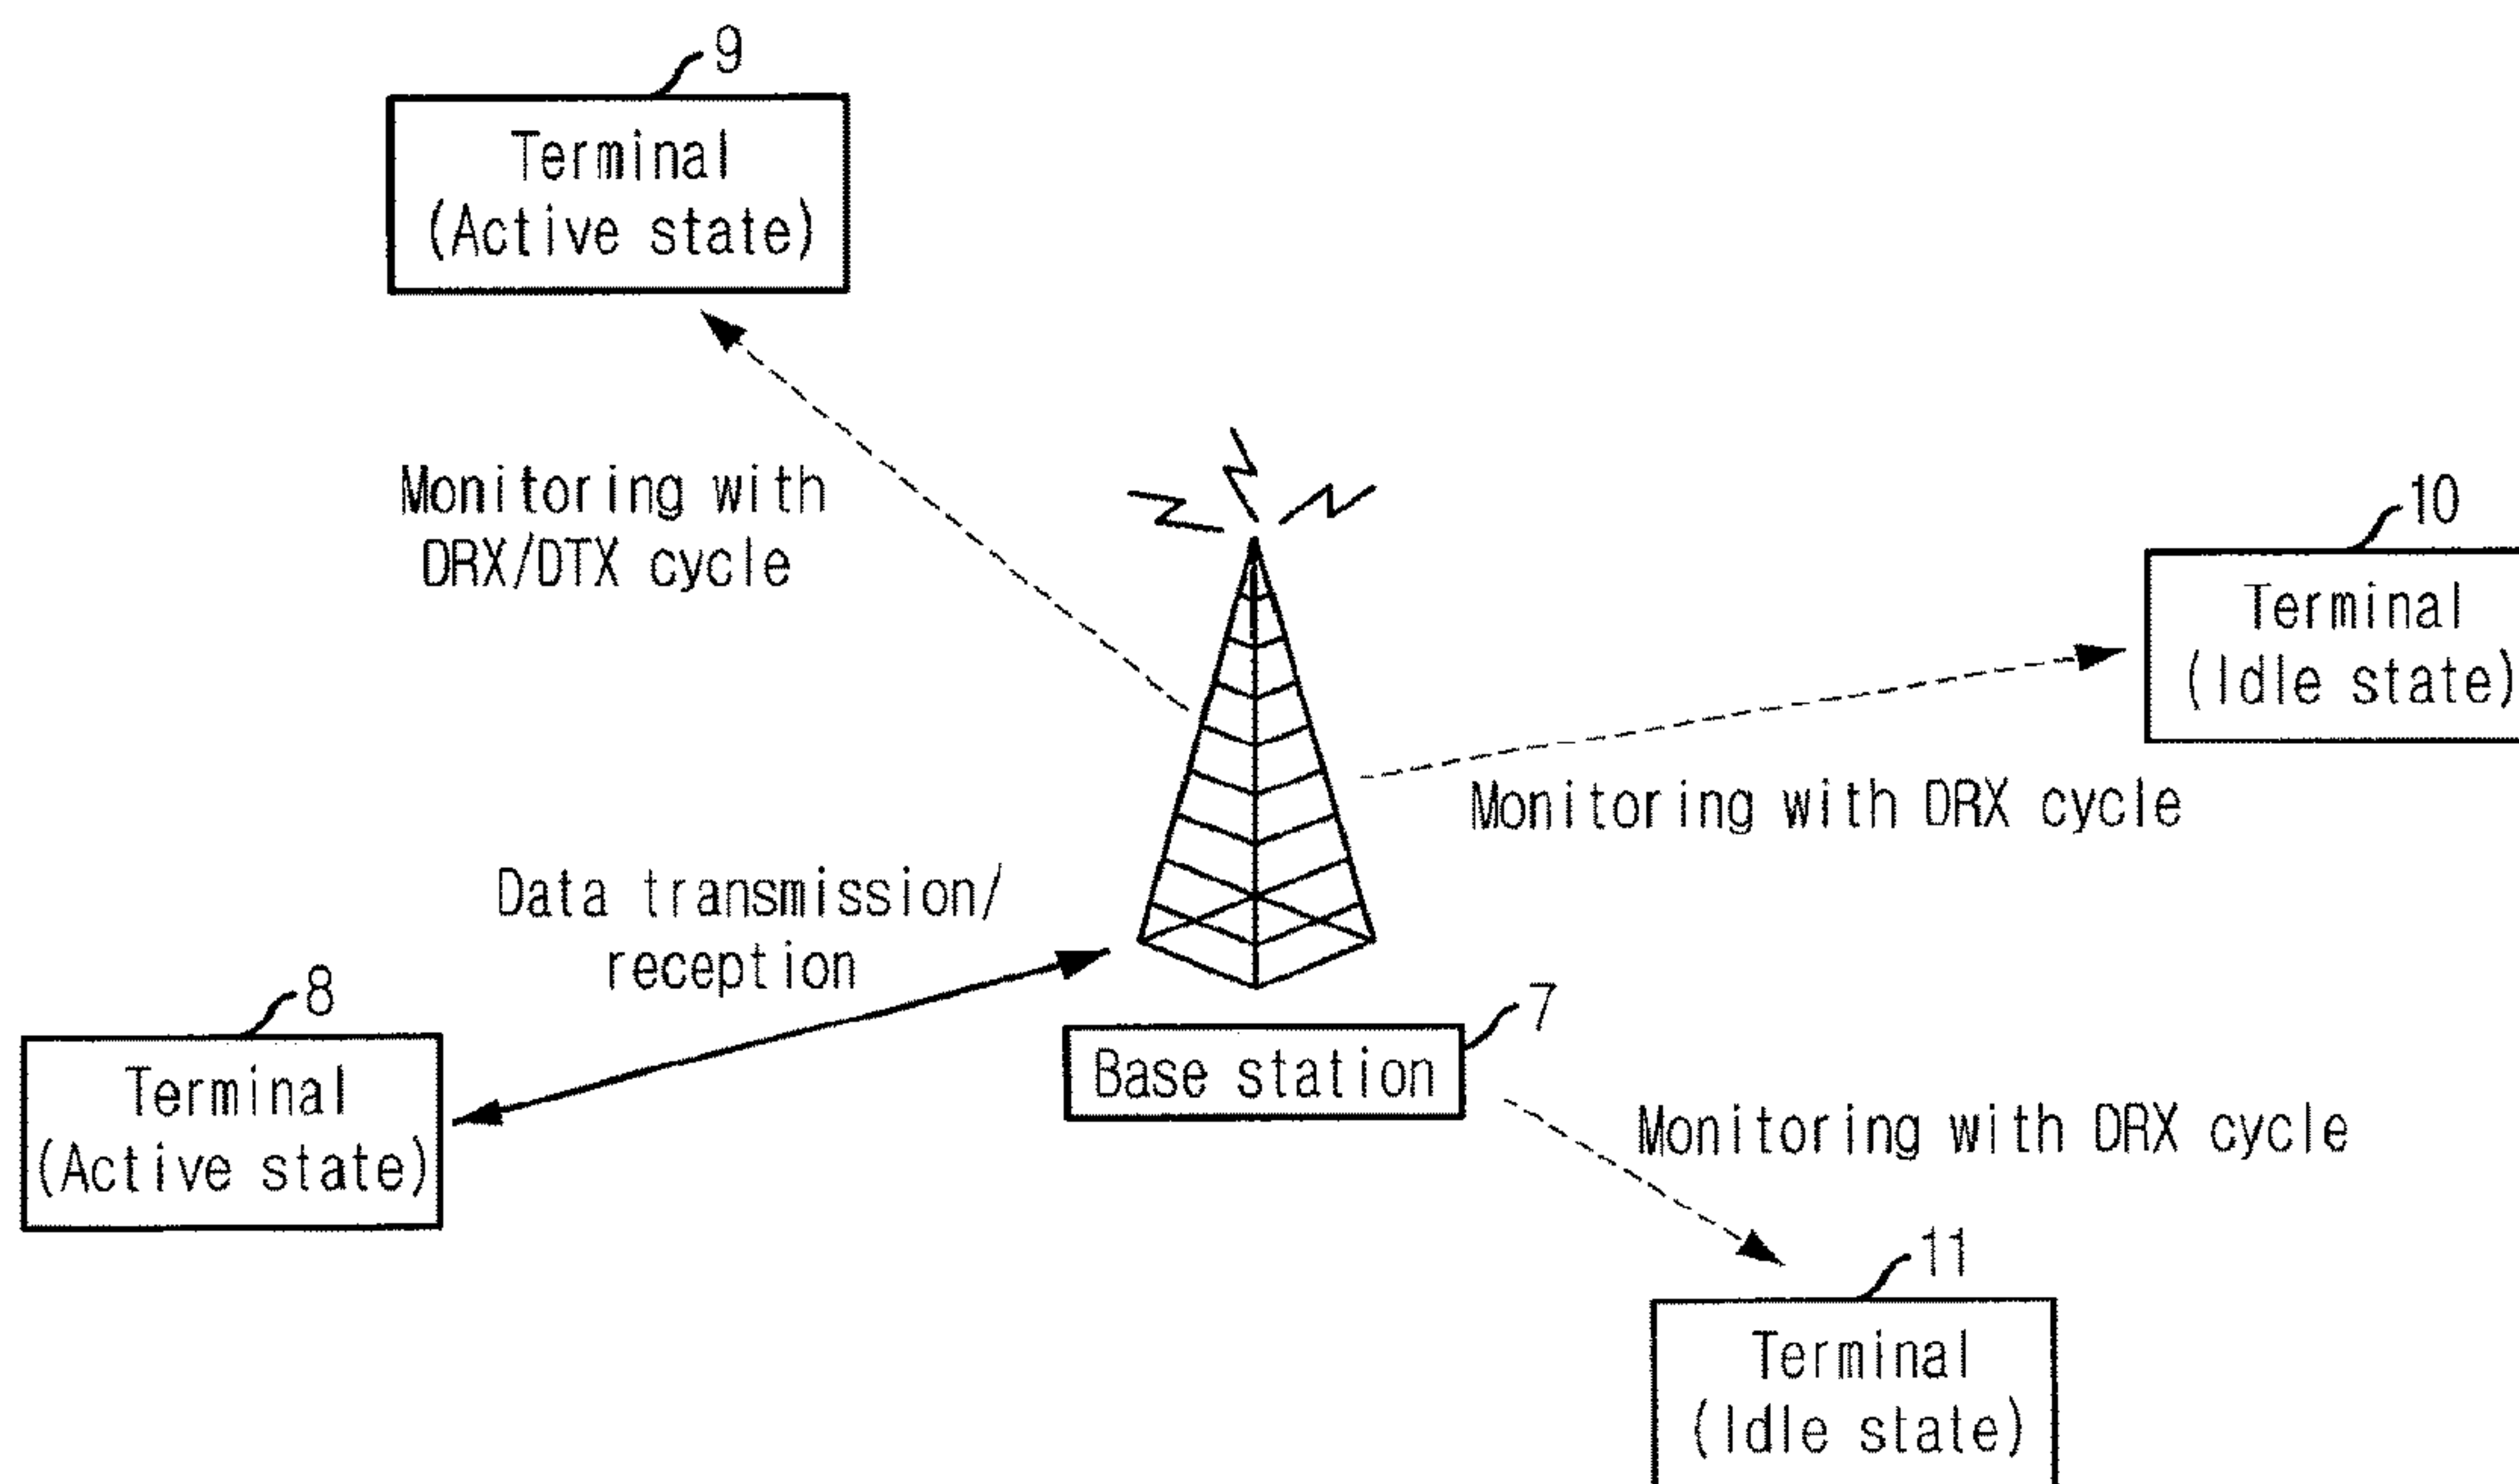 9
Terminal
(Active state)
Monitoring with
DRX/DTX cycle
10
Terminal
(Idle state)
Monitoring with DRX cycle
Data transmission/
reception
8
Terminal
(Active state)
7
Base station
Monitoring with DRX cycle
11
Terminal
(Idle state)